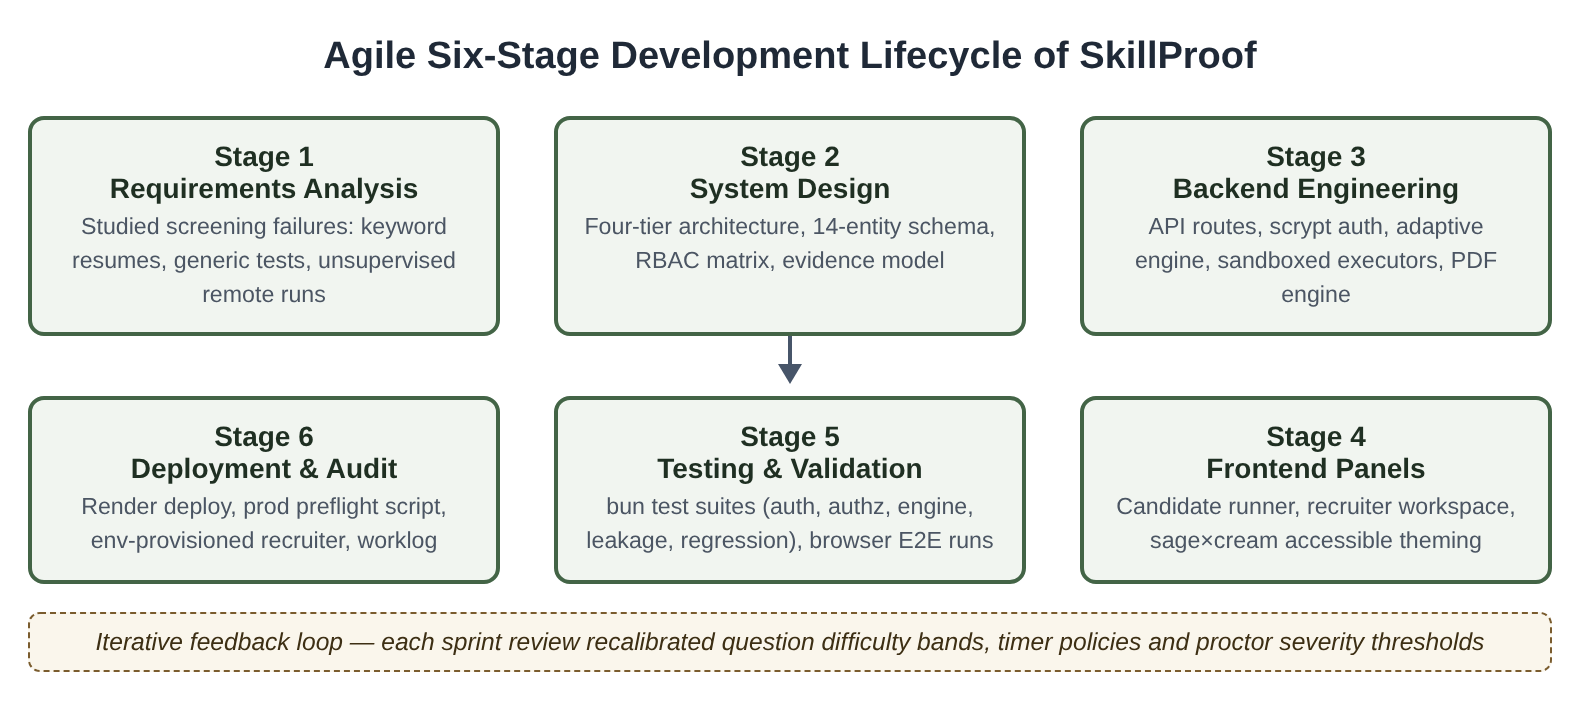 Agile Six-Stage Development Lifecycle of SkillProof
Stage 1
Requirements Analysis
Studied screening failures: keyword
resumes, generic tests, unsupervised
remote runs
Stage 2
System Design
Four-tier architecture, 14-entity schema,
RBAC matrix, evidence model
Stage 3
Backend Engineering
API routes, scrypt auth, adaptive
engine, sandboxed executors, PDF
engine
Stage 6
Deployment & Audit
Render deploy, prod preflight script,
env-provisioned recruiter, worklog
Stage 5
Testing & Validation
bun test suites (auth, authz, engine,
leakage, regression), browser E2E runs
Stage 4
Frontend Panels
Candidate runner, recruiter workspace,
sage×cream accessible theming
Iterative feedback loop — each sprint review recalibrated question difficulty bands, timer policies and proctor severity thresholds